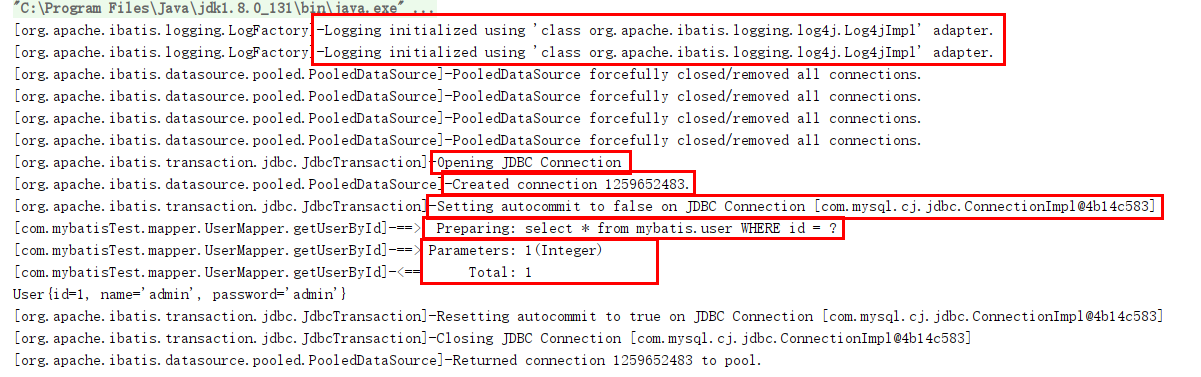 "C:\Program Files\Java\jdk1.8.0_131\bin\java.exe" ...
[org.apache.ibatis.logging.LogFactory]-Logging initialized using 'class org.apache.ibatis.logging.log4j.Log4jImpl' adapter.
[org.apache.ibatis.logging.LogFactory]-Logging initialized using 'class org.apache.ibatis.logging.log4j.Log4jImpl' adapter.
[org.apache.ibatis.datasource.pooled.PooledDataSource]-PooledDataSource forcefully closed/removed all connections.
[org.apache.ibatis.datasource.pooled.PooledDataSource]-PooledDataSource forcefully closed/removed all connections.
[org.apache.ibatis.datasource.pooled.PooledDataSource]-PooledDataSource forcefully closed/removed all connections.
[org.apache.ibatis.datasource.pooled.PooledDataSource]-PooledDataSource forcefully closed/removed all connections.
[org.apache.ibatis.transaction.jdbc.JdbcTransaction]-Opening JDBC Connection
[org.apache.ibatis.datasource.pooled.PooledDataSource]-Created connection 1259652483.
[org.apache.ibatis.transaction.jdbc.JdbcTransaction]-Setting autocommit to false on JDBC Connection [com.mysql.cj.jdbc.ConnectionImpl@4b14c583]
[com.mybatisTest.mapper.UserMapper.getUserById]-==>  Preparing: select * from mybatis.user WHERE id = ?
[com.mybatisTest.mapper.UserMapper.getUserById]-==> Parameters: 1(Integer)
[com.mybatisTest.mapper.UserMapper.getUserById]-<==      Total: 1
User{id=1, name='admin', password='admin'}
[org.apache.ibatis.transaction.jdbc.JdbcTransaction]-Resetting autocommit to true on JDBC Connection [com.mysql.cj.jdbc.ConnectionImpl@4b14c583]
[org.apache.ibatis.transaction.jdbc.JdbcTransaction]-Closing JDBC Connection [com.mysql.cj.jdbc.ConnectionImpl@4b14c583]
[org.apache.ibatis.datasource.pooled.PooledDataSource]-Returned connection 1259652483 to pool.